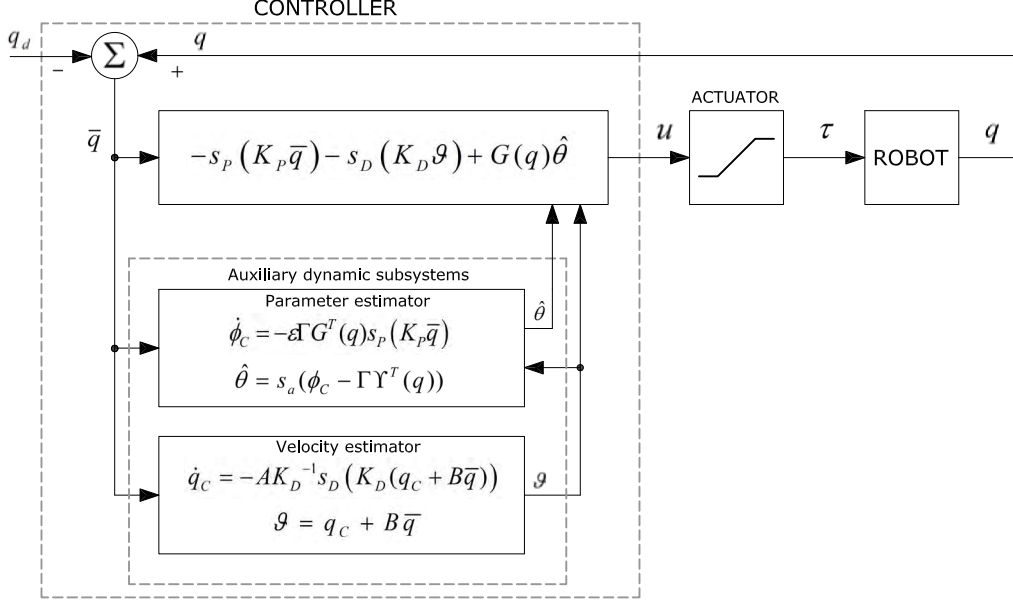 CONTROLLER
q_d
Σ
q
−
+
q̄
−s_P(K_P q̄) − s_D(K_D ϑ) + G(q)θ̂
u
ACTUATOR
τ
ROBOT
q
Auxiliary dynamic subsystems
Parameter estimator
ϕ̇_C = −εΓG^T(q)s_P(K_P q̄)
θ̂ = s_a(ϕ_C − Γϒ^T(q))
θ̂
Velocity estimator
q̇_C = −AK_D^{-1}s_D(K_D(q_C + Bq̄))
ϑ = q_C + Bq̄
ϑ